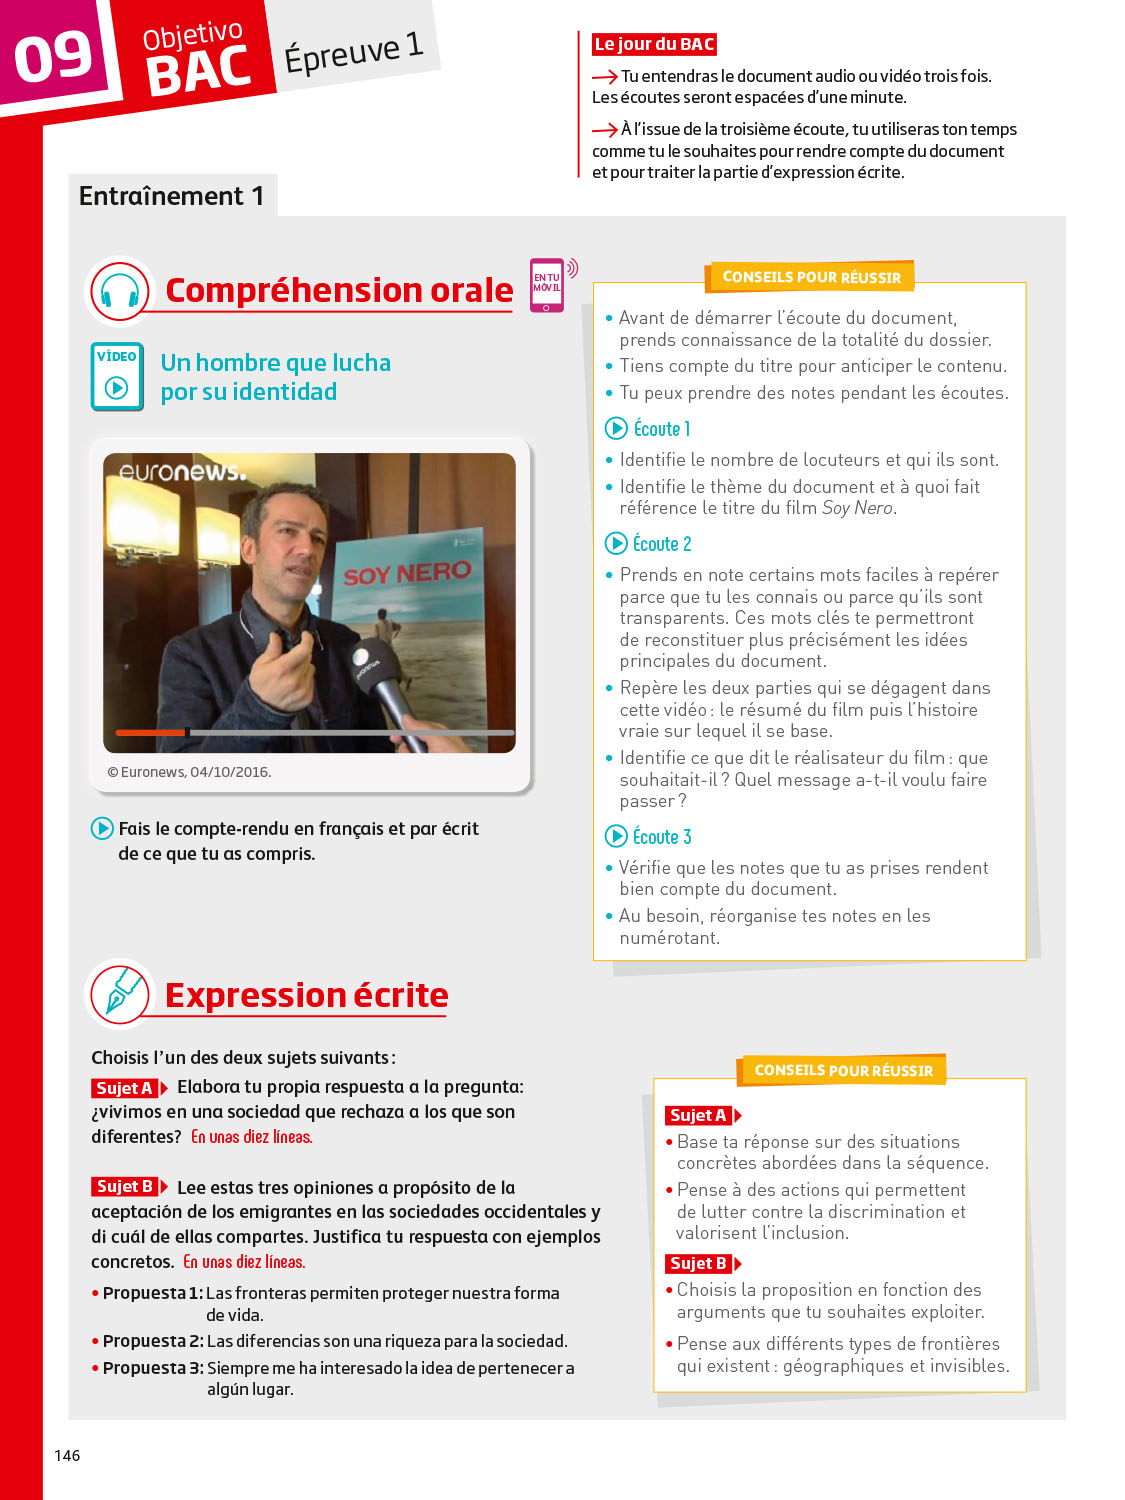 09
Objetivo
BAC
Épreuve 1
Le jour du BAC
Tu entendras le document audio ou vidéo trois fois.
Les écoutes seront espacées d'une minute.
À l'issue de la troisième écoute, tu utiliseras ton temps
comme tu le souhaites pour rendre compte du document
et pour traiter la partie d'expression écrite.
Entraînement 1
Compréhension orale
EN TU
MÓVIL
VÍDEO
Un hombre que lucha
por su identidad
euronews.
SOY NERO
euronews
© Euronews, 04/10/2016.
Fais le compte-rendu en français et par écrit
de ce que tu as compris.
CONSEILS POUR RÉUSSIR
• Avant de démarrer l'écoute du document,
prends connaissance de la totalité du dossier.
• Tiens compte du titre pour anticiper le contenu.
• Tu peux prendre des notes pendant les écoutes.
Écoute 1
• Identifie le nombre de locuteurs et qui ils sont.
• Identifie le thème du document et à quoi fait
référence le titre du film Soy Nero.
Écoute 2
• Prends en note certains mots faciles à repérer
parce que tu les connais ou parce qu'ils sont
transparents. Ces mots clés te permettront
de reconstituer plus précisément les idées
principales du document.
• Repère les deux parties qui se dégagent dans
cette vidéo : le résumé du film puis l'histoire
vraie sur lequel il se base.
• Identifie ce que dit le réalisateur du film : que
souhaitait-il ? Quel message a-t-il voulu faire
passer ?
Écoute 3
• Vérifie que les notes que tu as prises rendent
bien compte du document.
• Au besoin, réorganise tes notes en les
numérotant.
Expression écrite
Choisis l'un des deux sujets suivants :
Sujet A Elabora tu propia respuesta a la pregunta:
¿vivimos en una sociedad que rechaza a los que son
diferentes? En unas diez líneas.
Sujet B Lee estas tres opiniones a propósito de la
aceptación de los emigrantes en las sociedades occidentales y
di cuál de ellas compartes. Justifica tu respuesta con ejemplos
concretos. En unas diez líneas.
• Propuesta 1: Las fronteras permiten proteger nuestra forma
de vida.
• Propuesta 2: Las diferencias son una riqueza para la sociedad.
• Propuesta 3: Siempre me ha interesado la idea de pertenecer a
algún lugar.
CONSEILS POUR RÉUSSIR
Sujet A
• Base ta réponse sur des situations
concrètes abordées dans la séquence.
• Pense à des actions qui permettent
de lutter contre la discrimination et
valorisent l'inclusion.
Sujet B
• Choisis la proposition en fonction des
arguments que tu souhaites exploiter.
• Pense aux différents types de frontières
qui existent : géographiques et invisibles.
146